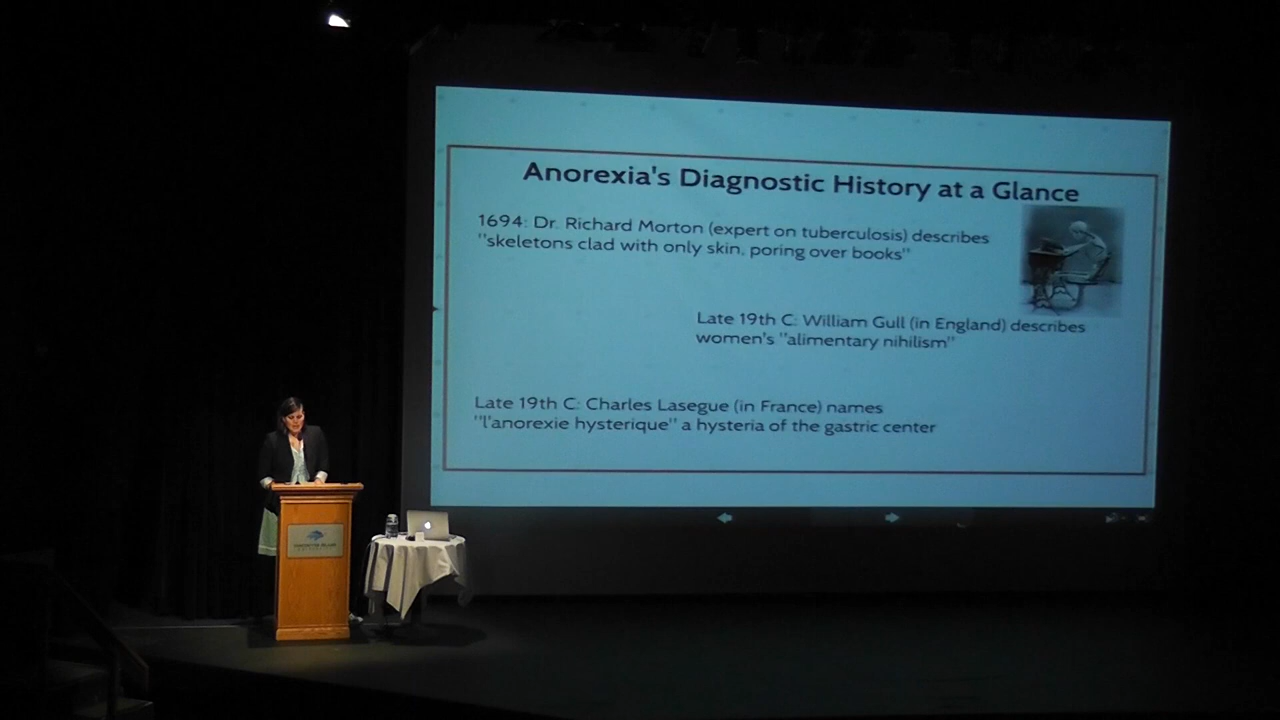 Anorexia's Diagnostic History at a Glance
1694: Dr. Richard Morton (expert on tuberculosis) describes
"skeletons clad with only skin, poring over books"
Late 19th C: William Gull (in England) describes
women's "alimentary nihilism"
Late 19th C: Charles Lasegue (in France) names
"l'anorexie hysterique" a hysteria of the gastric center